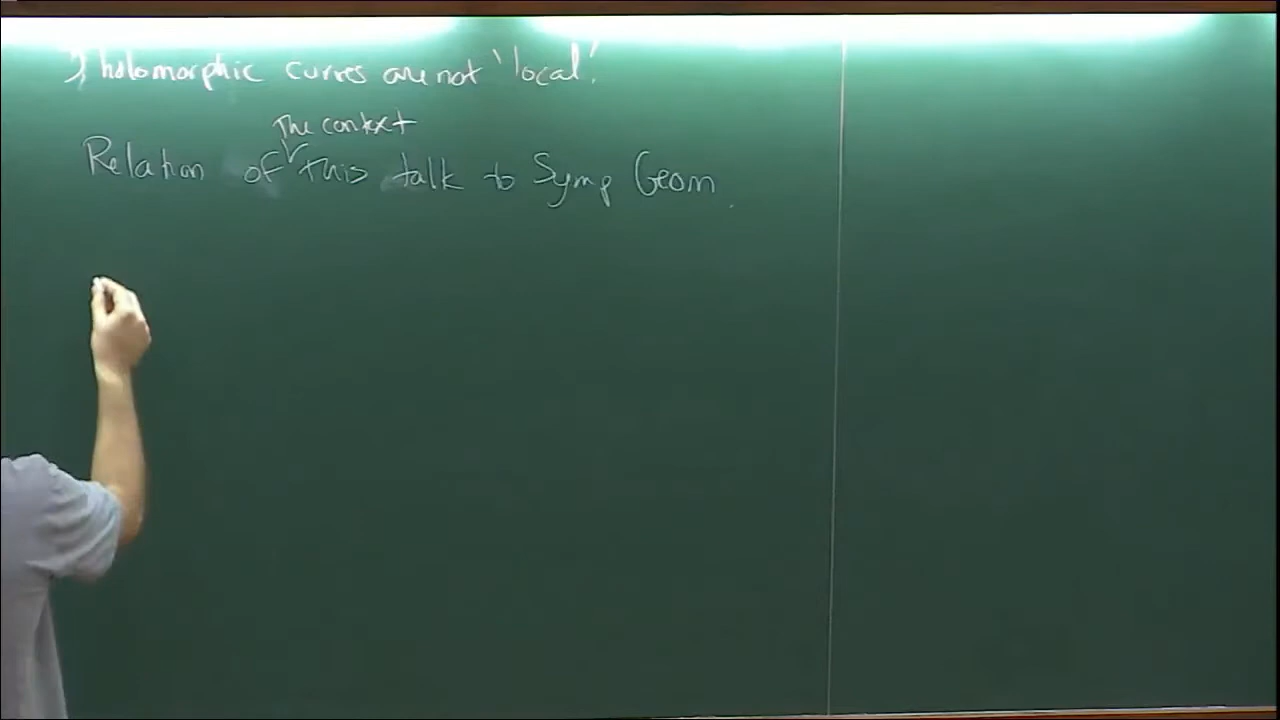 holomorphic curves are not 'local'.
The context
Relation of this talk to Symp Geom.